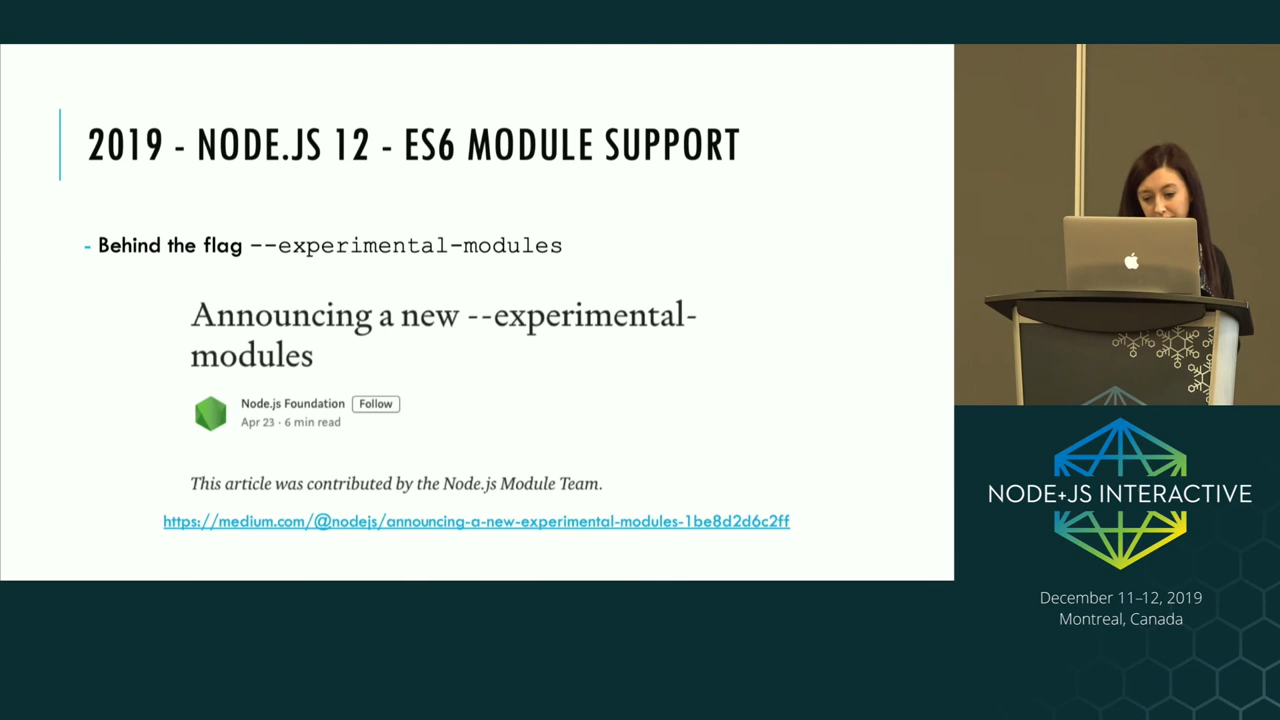 2019 - NODE.JS 12 - ES6 MODULE SUPPORT
- Behind the flag --experimental-modules
Announcing a new --experimental-
modules
Node.js Foundation Follow
Apr 23 · 6 min read
This article was contributed by the Node.js Module Team.
https://medium.com/@nodejs/announcing-a-new-experimental-modules-1be8d2d6c2ff
NODE+JS INTERACTIVE
December 11–12, 2019
Montreal, Canada